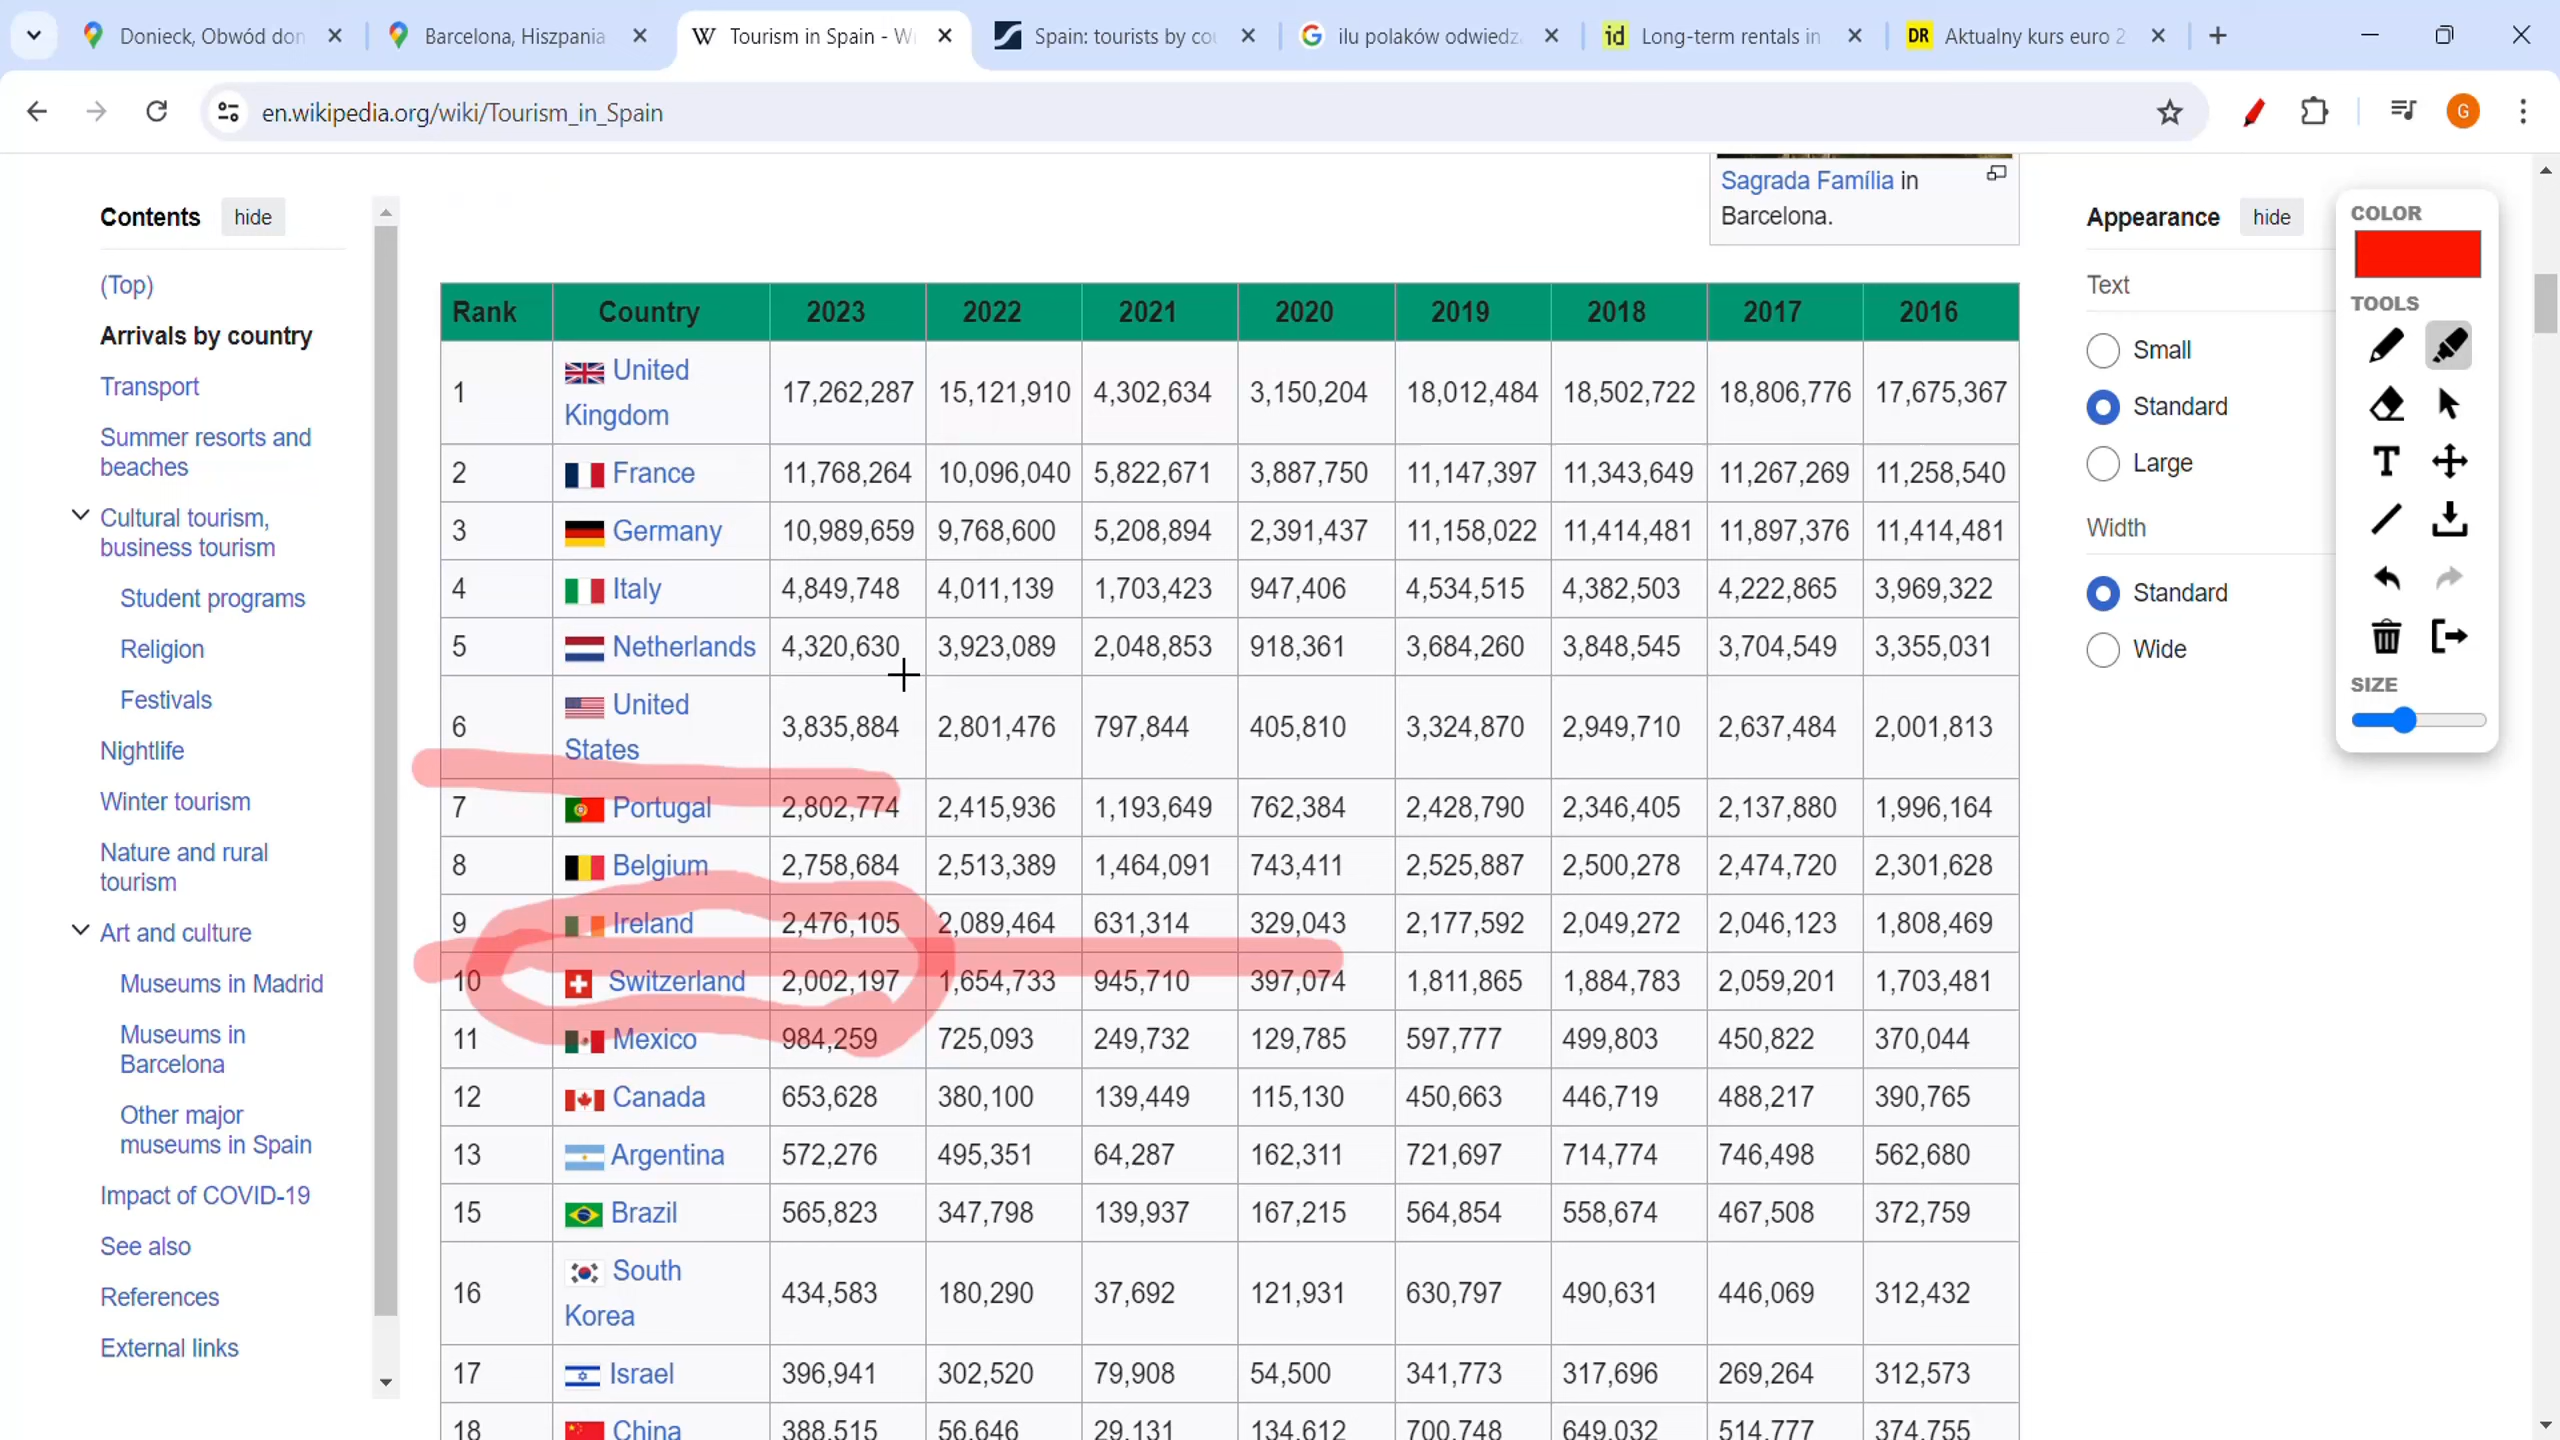 Donieck, Obwód don
Barcelona, Hiszpania
Tourism in Spain - Wi
Spain: tourists by cou
ilu polaków odwiedza
id Long-term rentals in
DR Aktualny kurs euro 2
en.wikipedia.org/wiki/Tourism_in_Spain
G
Contents hide
(Top)
Arrivals by country
Transport
Summer resorts and
beaches
Cultural tourism,
business tourism
Student programs
Religion
Festivals
Nightlife
Winter tourism
Nature and rural
tourism
Art and culture
Museums in Madrid
Museums in
Barcelona
Other major
museums in Spain
Impact of COVID-19
See also
References
External links
Sagrada Família in
Barcelona.
Rank Country 2023 2022 2021 2020 2019 2018 2017 2016
1 United Kingdom 17,262,287 15,121,910 4,302,634 3,150,204 18,012,484 18,502,722 18,806,776 17,675,367
2 France 11,768,264 10,096,040 5,822,671 3,887,750 11,147,397 11,343,649 11,267,269 11,258,540
3 Germany 10,989,659 9,768,600 5,208,894 2,391,437 11,158,022 11,414,481 11,897,376 11,414,481
4 Italy 4,849,748 4,011,139 1,703,423 947,406 4,534,515 4,382,503 4,222,865 3,969,322
5 Netherlands 4,320,630 3,923,089 2,048,853 918,361 3,684,260 3,848,545 3,704,549 3,355,031
6 United States 3,835,884 2,801,476 797,844 405,810 3,324,870 2,949,710 2,637,484 2,001,813
7 Portugal 2,802,774 2,415,936 1,193,649 762,384 2,428,790 2,346,405 2,137,880 1,996,164
8 Belgium 2,758,684 2,513,389 1,464,091 743,411 2,525,887 2,500,278 2,474,720 2,301,628
9 Ireland 2,476,105 2,089,464 631,314 329,043 2,177,592 2,049,272 2,046,123 1,808,469
10 Switzerland 2,002,197 1,654,733 945,710 397,074 1,811,865 1,884,783 2,059,201 1,703,481
11 Mexico 984,259 725,093 249,732 129,785 597,777 499,803 450,822 370,044
12 Canada 653,628 380,100 139,449 115,130 450,663 446,719 488,217 390,765
13 Argentina 572,276 495,351 64,287 162,311 721,697 714,774 746,498 562,680
15 Brazil 565,823 347,798 139,937 167,215 564,854 558,674 467,508 372,759
16 South Korea 434,583 180,290 37,692 121,931 630,797 490,631 446,069 312,432
17 Israel 396,941 302,520 79,908 54,500 341,773 317,696 269,264 312,573
18 China 388,515 56,646 29,131 134,612 700,748 649,032 514,777 374,755
Appearance hide
Text
Small
Standard
Large
Width
Standard
Wide
COLOR
TOOLS
SIZE